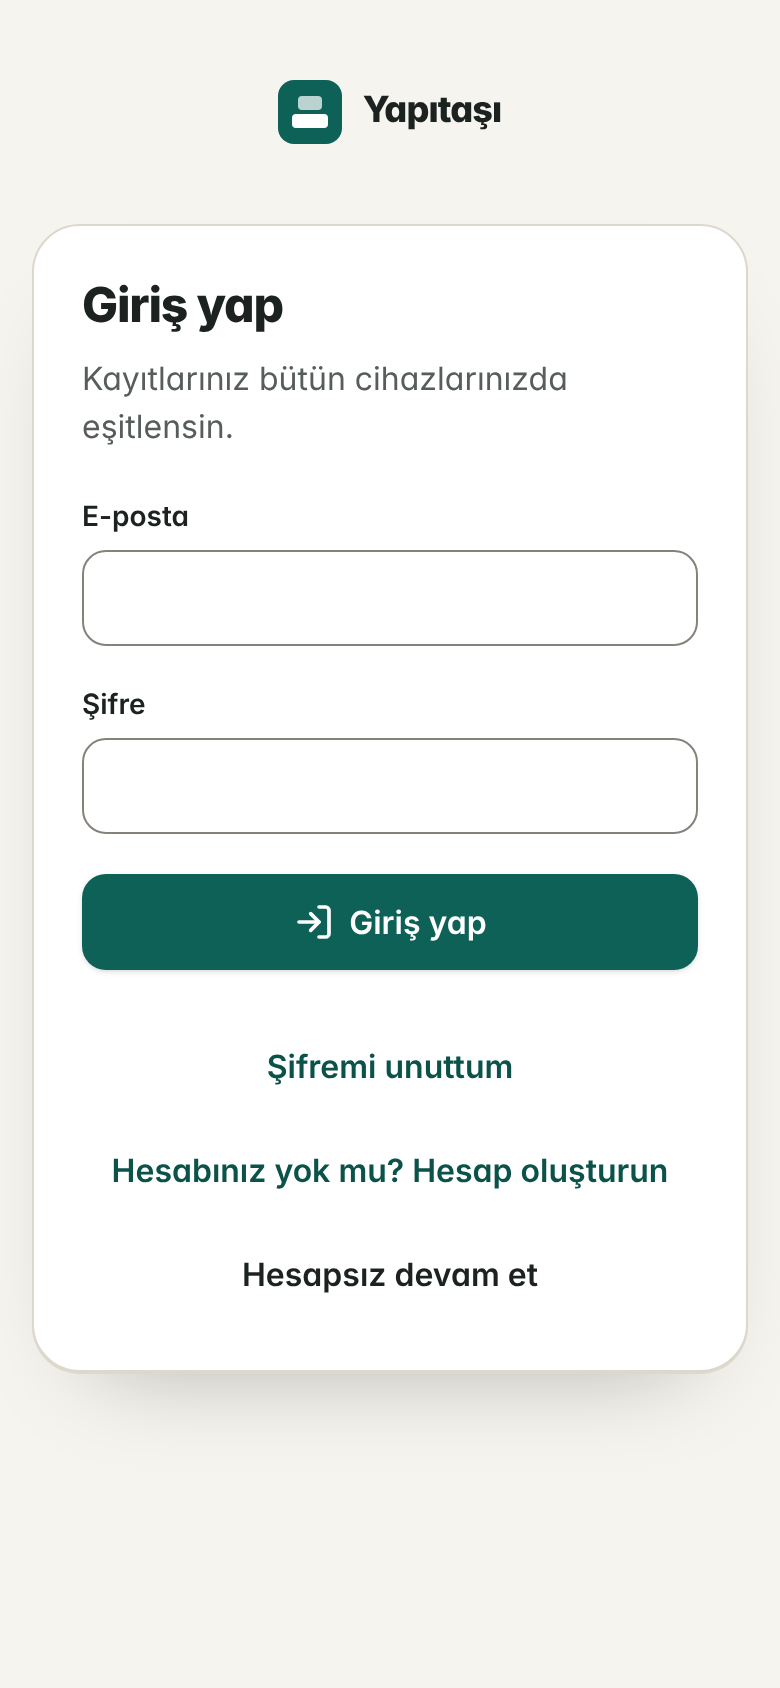 Yapıtaşı
Giriş yap
Kayıtlarınız bütün cihazlarınızda
eşitlensin.
E-posta
Şifre
Giriş yap
Şifremi unuttum
Hesabınız yok mu? Hesap oluşturun
Hesapsız devam et